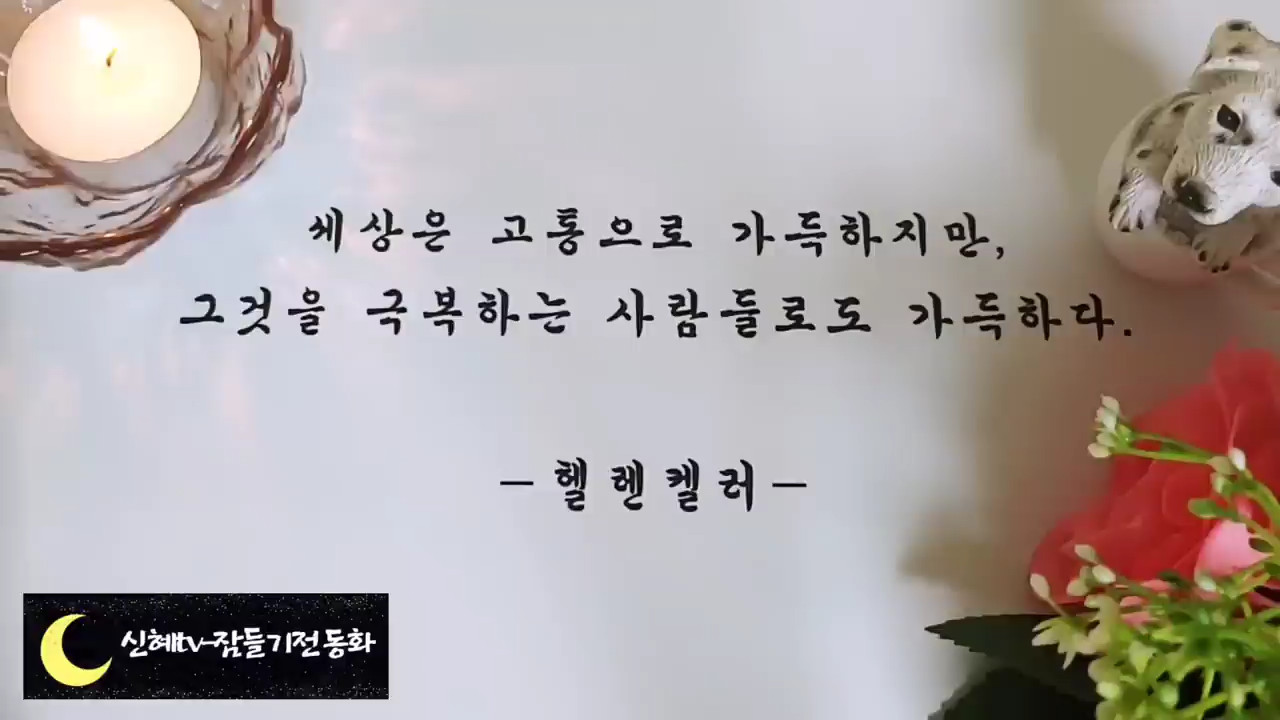 세상은 고통으로 가득하지만,
그것을 극복하는 사람들로도 가득하다.
-헬렌켈러-
신혜tv-잠들기전 동화